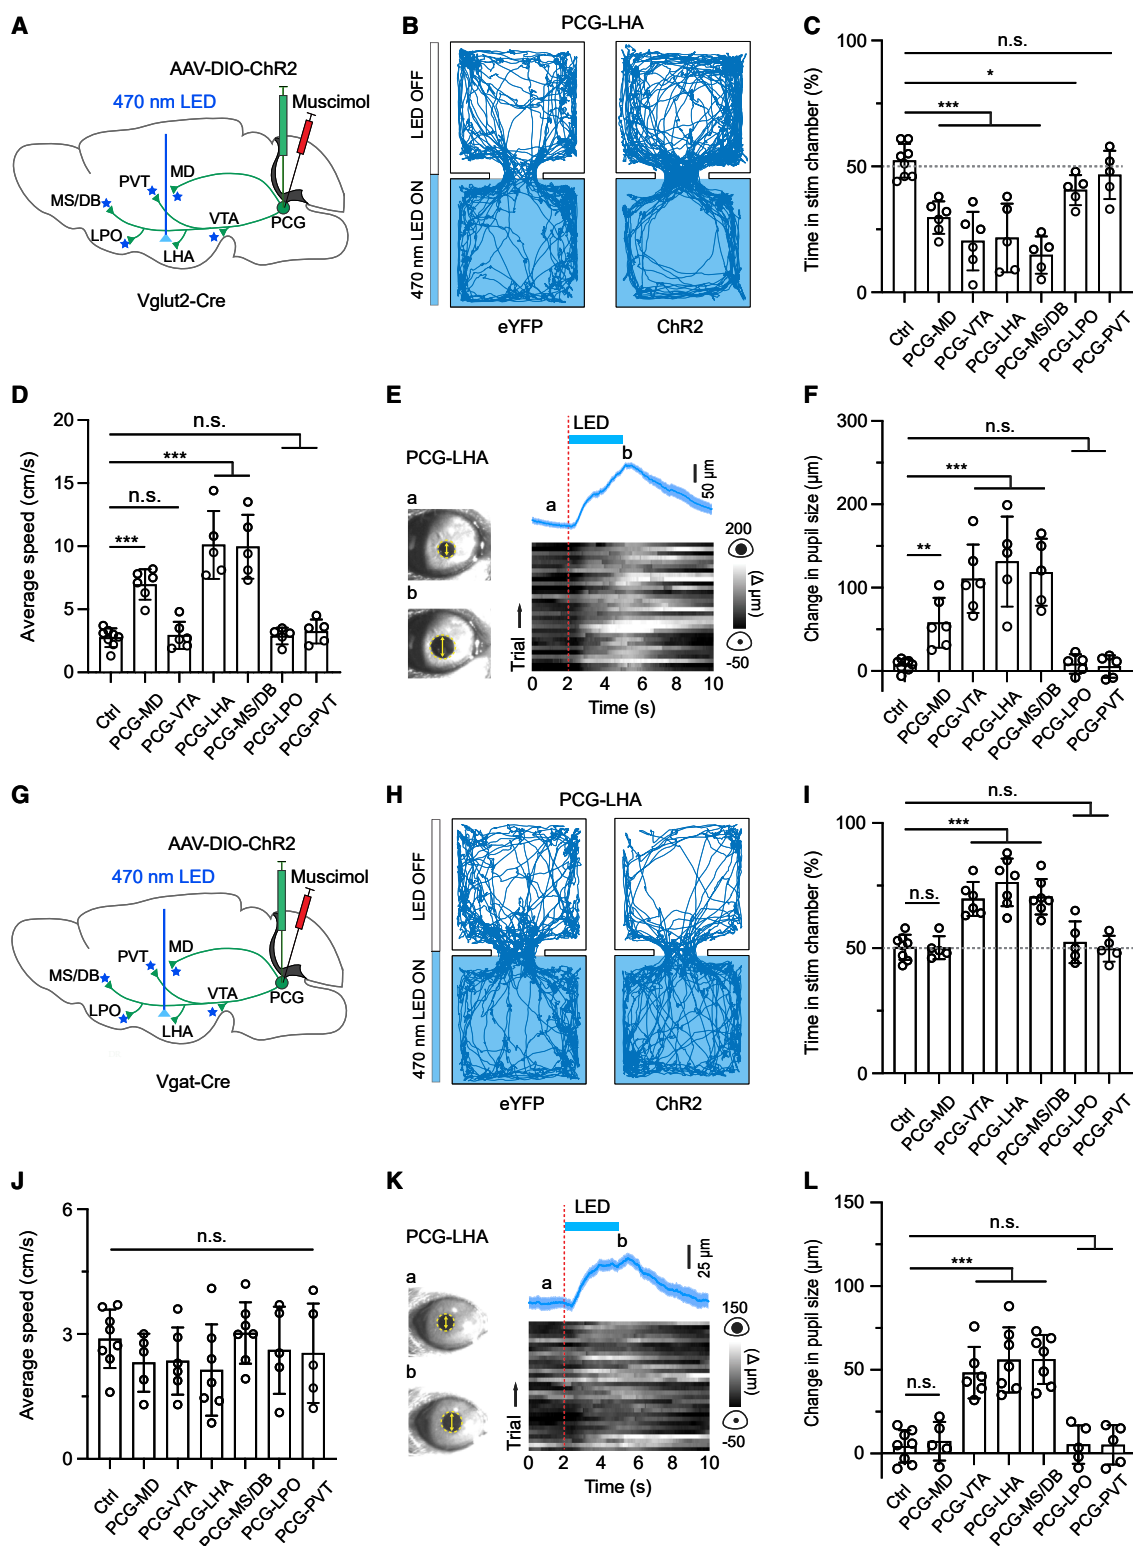 A
AAV-DIO-ChR2
470 nm LED
Muscimol
MD
PVT
MS/DB
VTA
PCG
LPO
LHA
Vglut2-Cre
B
PCG-LHA
LED OFF
470 nm LED ON
eYFP
ChR2
C
n.s.
*
***
Time in stim chamber (%)
100
50
0
Ctrl
PCG-MD
PCG-VTA
PCG-LHA
PCG-MS/DB
PCG-LPO
PCG-PVT
D
n.s.
***
n.s.
***
Average speed (cm/s)
20
15
10
5
0
Ctrl
PCG-MD
PCG-VTA
PCG-LHA
PCG-MS/DB
PCG-LPO
PCG-PVT
E
LED
PCG-LHA
b
50 µm
a
a
b
200
(Δ µm)
-50
Trial
0 2 4 6 8 10
Time (s)
F
n.s.
***
**
Change in pupil size (µm)
300
200
100
0
Ctrl
PCG-MD
PCG-VTA
PCG-LHA
PCG-MS/DB
PCG-LPO
PCG-PVT
G
AAV-DIO-ChR2
470 nm LED
Muscimol
MD
PVT
MS/DB
VTA
PCG
LPO
LHA
Vgat-Cre
H
PCG-LHA
LED OFF
470 nm LED ON
eYFP
ChR2
I
n.s.
***
n.s.
Time in stim chamber (%)
100
50
0
Ctrl
PCG-MD
PCG-VTA
PCG-LHA
PCG-MS/DB
PCG-LPO
PCG-PVT
J
n.s.
Average speed (cm/s)
6
3
0
Ctrl
PCG-MD
PCG-VTA
PCG-LHA
PCG-MS/DB
PCG-LPO
PCG-PVT
K
LED
PCG-LHA
b
25 µm
a
a
b
150
(Δ µm)
-50
Trial
0 2 4 6 8 10
Time (s)
L
n.s.
***
n.s.
Change in pupil size (µm)
150
100
50
0
Ctrl
PCG-MD
PCG-VTA
PCG-LHA
PCG-MS/DB
PCG-LPO
PCG-PVT